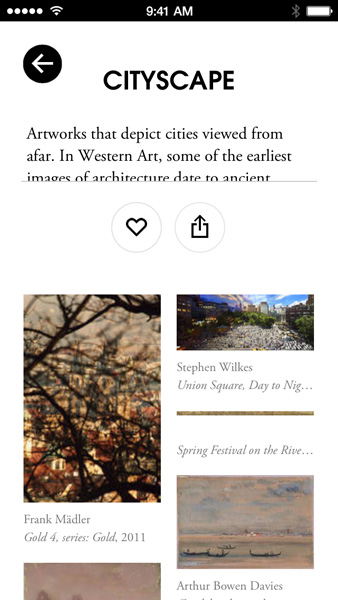 9:41 AM
CITYSCAPE
Artworks that depict cities viewed from
afar. In Western Art, some of the earliest
images of architecture date to ancient
Stephen Wilkes
Union Square, Day to Nig…
Spring Festival on the Rive…
Frank Mädler
Gold 4, series: Gold, 2011
Arthur Bowen Davies